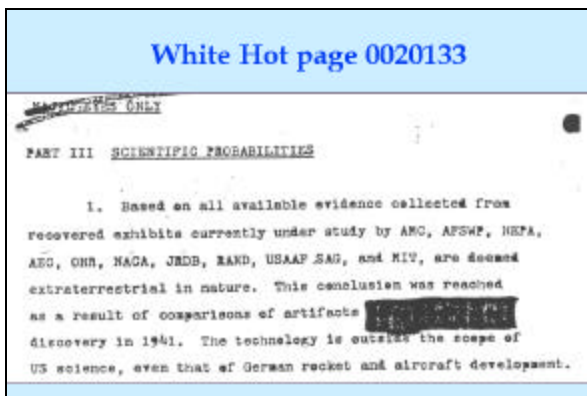 White Hot page 0020133
EYES ONLY
PART III SCIENTIFIC PROBABILITIES
1. Based on all available evidence collected from
recovered exhibits currently under study by AMC, AFSWP, NEPA,
AEC, ONR, NACA, JRDB, RAND, USAAF SAG, and MIT, are deemed
extraterrestrial in nature. This conclusion was reached
as a result of comparisons of artifacts
discovery in 1941. The technology is outside the scope of
US science, even that of German rocket and aircraft development.